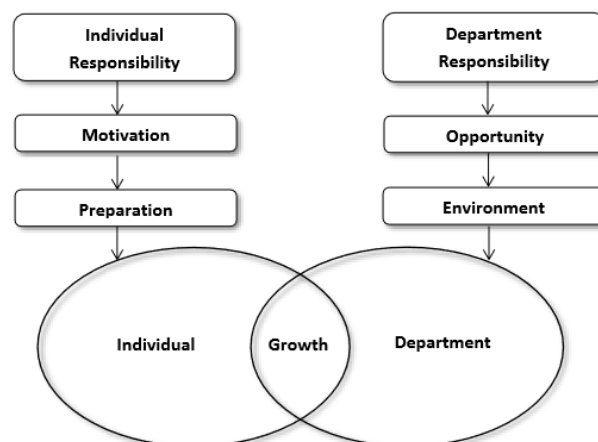 Individual
Responsibility
Department
Responsibility
Motivation
Opportunity
Preparation
Environment
Individual
Growth
Department